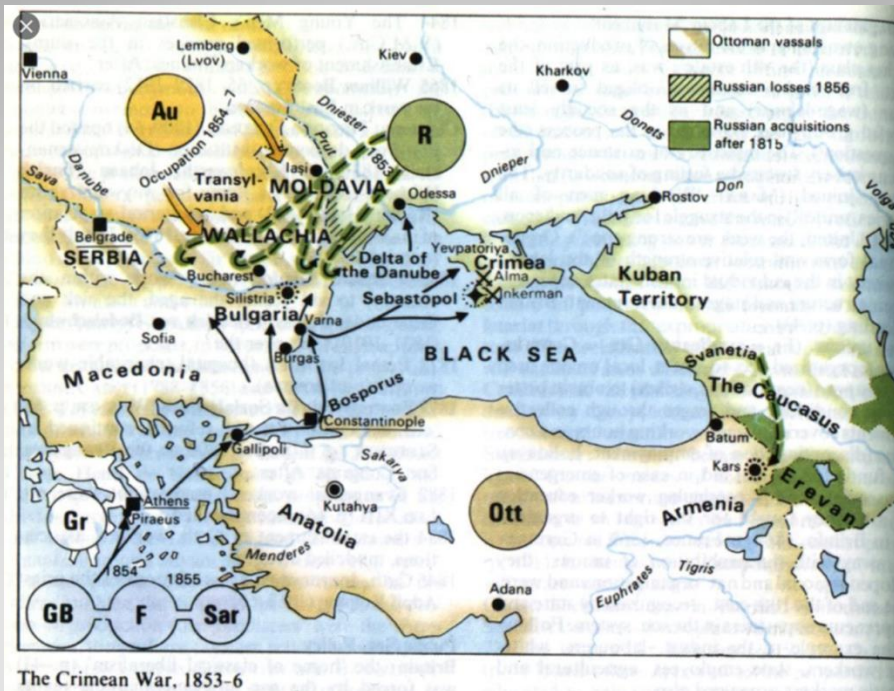 Vienna
Lemberg
(Lvov)
Kiev
Kharkov
Ottoman vassals
Russian losses 1856
Russian acquisitions
after 181b
Au
R
Dniester
Prut
1853
Donets
Dnieper
Don
Volga
Sava
Danube
Occupation 1854–7
Transyl-
vania
Iasi
MOLDAVIA
Odessa
Rostov
Belgrade
SERBIA
WALLACHIA
Bucharest
Delta of
the Danube
Yevpatoriya
Crimea
Alma
Inkerman
Sebastopol
Kuban
Territory
Silistria
Bulgaria
Varna
Sofia
Burgas
BLACK SEA
Svanetia
The Caucasus
Macedonia
Bosporus
Constantinople
Gallipoli
Sakarya
Batum
Kars
Erevan
Armenia
Kutahya
Anatolia
Ott
Gr
Athens
Piraeus
Menderes
1854
1855
Adana
Euphrates
Tigris
GB
F
Sar
The Crimean War, 1853–6